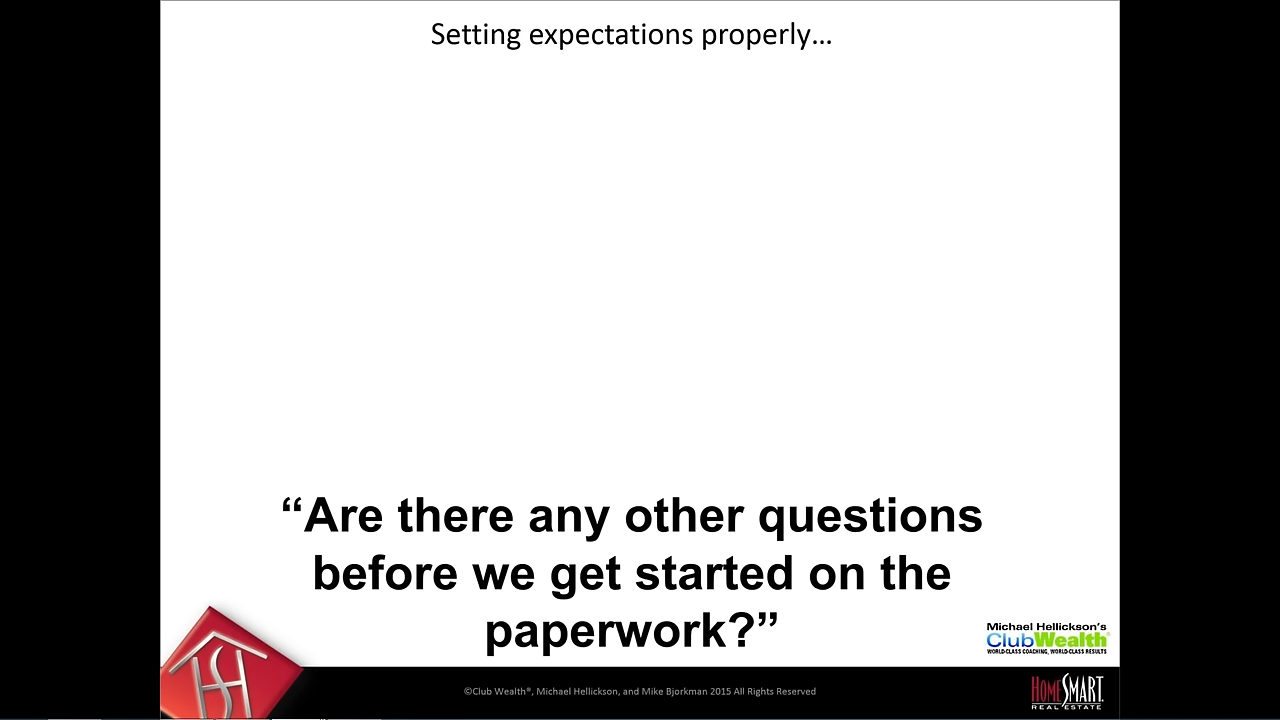 Setting expectations properly…
“Are there any other questions
before we get started on the
paperwork?”
Michael Hellickson's
ClubWealth®
WORLD-CLASS COACHING, WORLD-CLASS RESULTS
©Club Wealth®, Michael Hellickson, and Mike Bjorkman 2015 All Rights Reserved
HOMESMART
REAL ESTATE